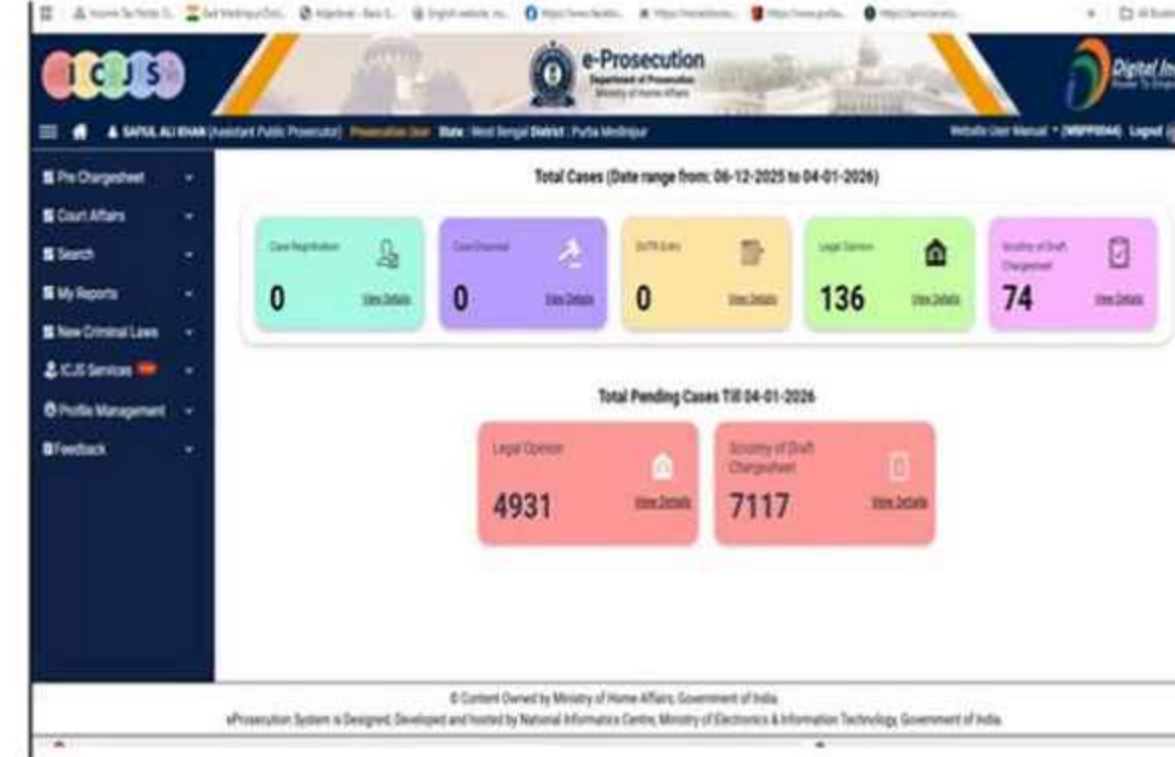 ICJS
e-Prosecution
Department of Prosecution
Ministry of Home Affairs
Digital
SAFIUL ALI KHAN (Assistant Public Prosecutor) Prosecution User State : West Bengal District : Purba Medinipur
Website User Manual Logout
Total Cases (Date range from: 06-12-2025 to 04-01-2026)
Pre Chargesheet
Court Affairs
Search
My Reports
New Criminal Laws
ICJS Services
Profile Management
Feedback
Case Registration
0 View Details
Case Disposal
0 View Details
Entry
0 View Details
Legal Opinion
136 View Details
Scrutiny of Draft
Chargesheet
74 View Details
Total Pending Cases Till 04-01-2026
Legal Opinion
4931 View Details
Scrutiny of Draft
Chargesheet
7117 View Details
© Content Owned by Ministry of Home Affairs, Government of India
eProsecution System is Designed, Developed and hosted by National Informatics Centre, Ministry of Electronics & Information Technology, Government of India